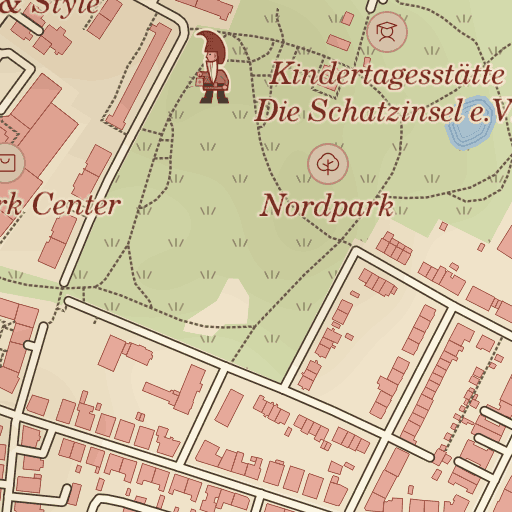 & Style
Kindertagesstätte
Die Schatzinsel e.V
rk Center
Nordpark